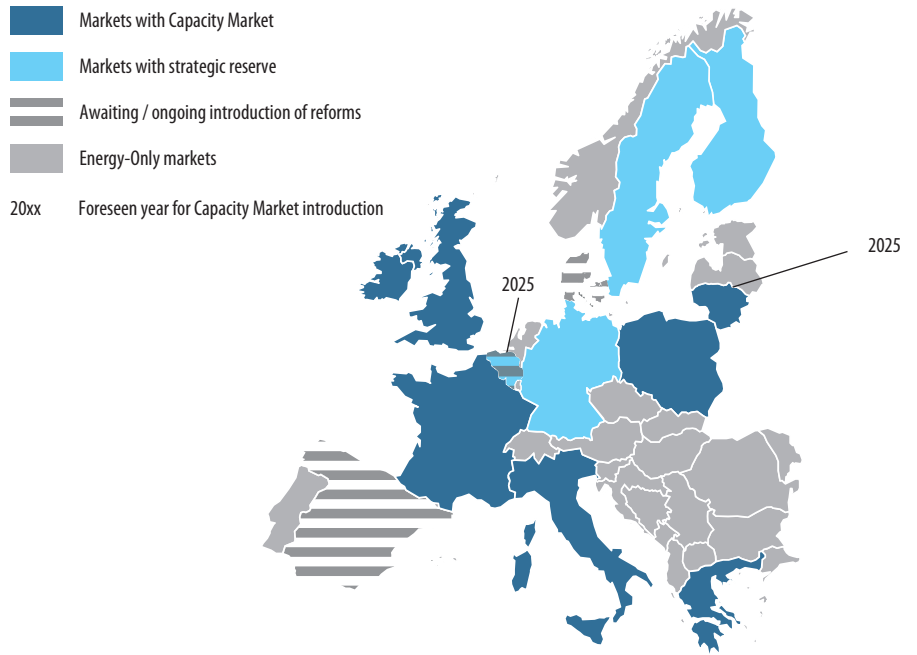 Markets with Capacity Market
Markets with strategic reserve
Awaiting / ongoing introduction of reforms
Energy-Only markets
20xx Foreseen year for Capacity Market introduction
2025
2025